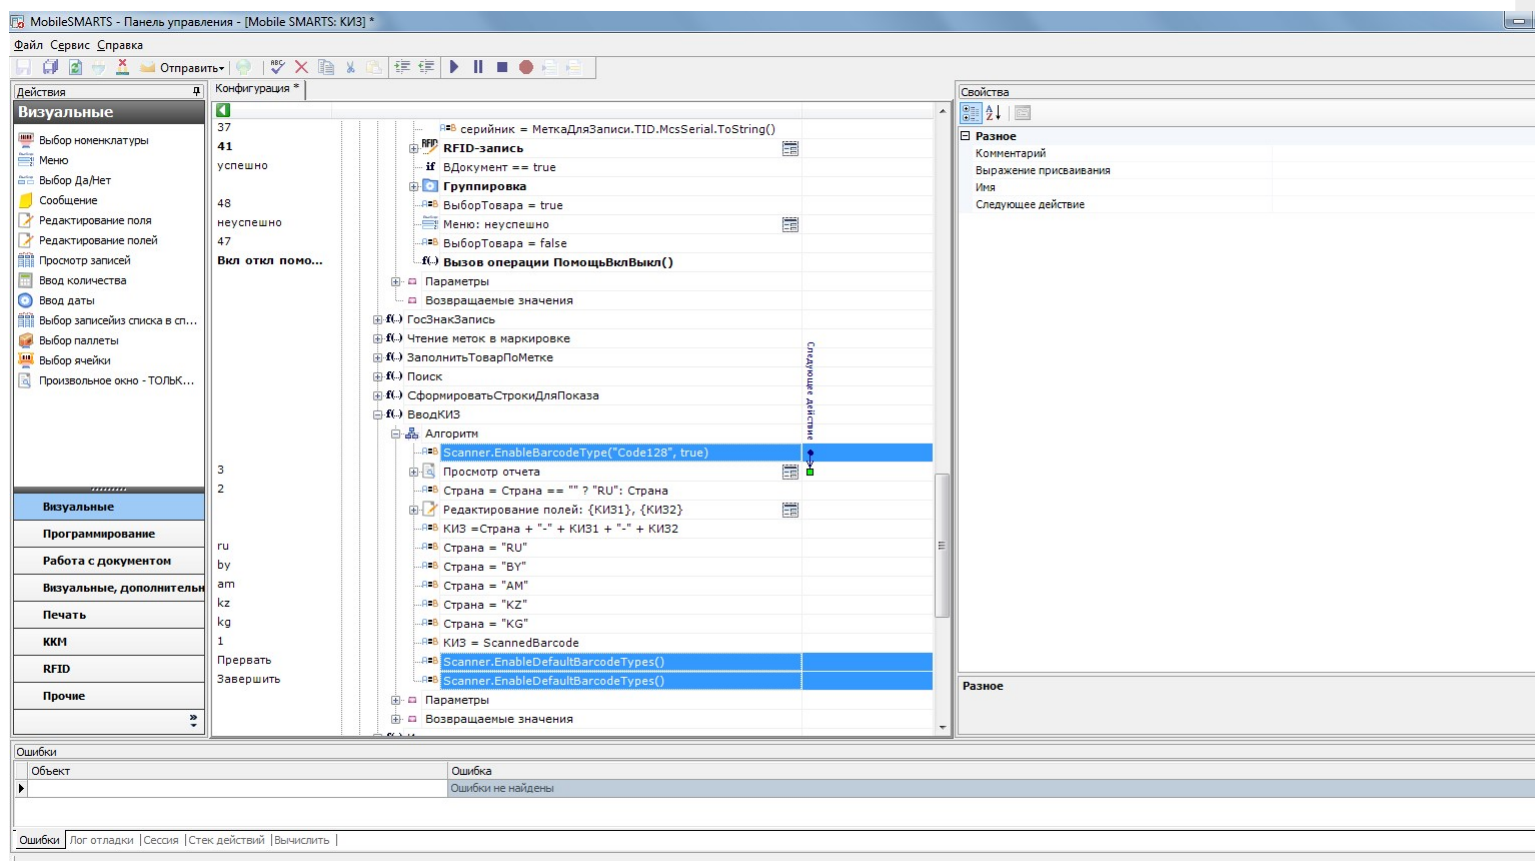 MobileSMARTS - Панель управления - [Mobile SMARTS: КИЗ] *
Файл Сервис Справка
Отправить
Действия
Визуальные
Выбор номенклатуры
Меню
Выбор Да/Нет
Сообщение
Редактирование поля
Редактирование полей
Просмотр записей
Ввод количества
Ввод даты
Выбор записейиз списка в сп...
Выбор паллеты
Выбор ячейки
Произвольное окно - ТОЛЬК...
Визуальные
Программирование
Работа с документом
Визуальные, дополнительн
Печать
ККМ
RFID
Прочие
Конфигурация *
37 серийник = МеткаДляЗаписи.TID.McsSerial.ToString()
41 RFID-запись
успешно if ВДокумент == true
Группировка
48 ВыборТовара = true
неуспешно Меню: неуспешно
47 ВыборТовара = false
Вкл откл помо... f(..) Вызов операции ПомощьВклВыкл()
Параметры
Возвращаемые значения
f(..) ГосЗнакЗапись
f(..) Чтение меток в маркировке
f(..) ЗаполнитьТоварПоМетке
f(..) Поиск
f(..) СформироватьСтрокиДляПоказа
f(..) ВводКИЗ
Алгоритм
Scanner.EnableBarcodeType("Code128", true)
3 Просмотр отчета
2 Страна = Страна == "" ? "RU": Страна
Редактирование полей: {КИЗ1}, {КИЗ2}
КИЗ =Страна + "-" + КИЗ1 + "-" + КИЗ2
ru Страна = "RU"
by Страна = "BY"
am Страна = "AM"
kz Страна = "KZ"
kg Страна = "KG"
1 КИЗ = ScannedBarcode
Прервать Scanner.EnableDefaultBarcodeTypes()
Завершить Scanner.EnableDefaultBarcodeTypes()
Параметры
Возвращаемые значения
Следующее действие
Свойства
Разное
Комментарий
Выражение присваивания
Имя
Следующее действие
Разное
Ошибки
Объект Ошибка
Ошибки не найдены
Ошибки Лог отладки Сессия Стек действий Вычислить